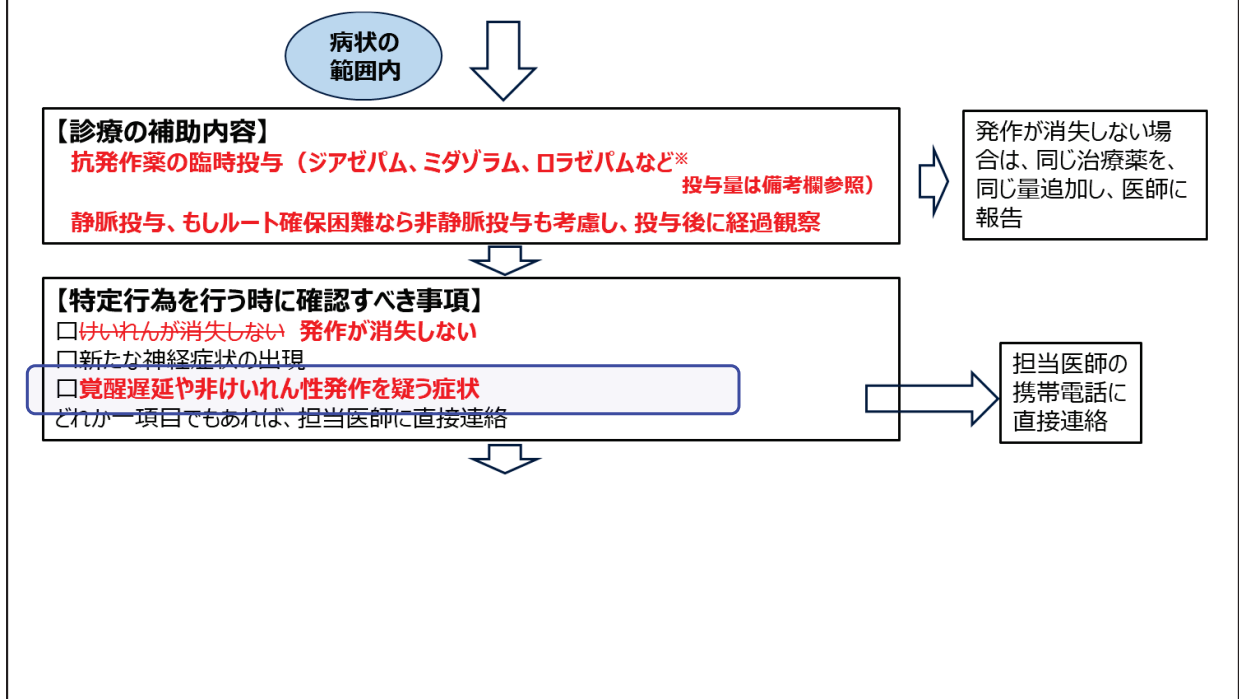 病状の
範囲内
【診療の補助内容】
抗発作薬の臨時投与（ジアゼパム、ミダゾラム、ロラゼパムなど※
投与量は備考欄参照）
静脈投与、もしルート確保困難なら非静脈投与も考慮し、投与後に経過観察
発作が消失しない場
合は、同じ治療薬を、
同じ量追加し、医師に
報告
【特定行為を行う時に確認すべき事項】
□けいれんが消失しない 発作が消失しない
□新たな神経症状の出現
□覚醒遅延や非けいれん性発作を疑う症状
どれか一項目でもあれば、担当医師に直接連絡
担当医師の
携帯電話に
直接連絡